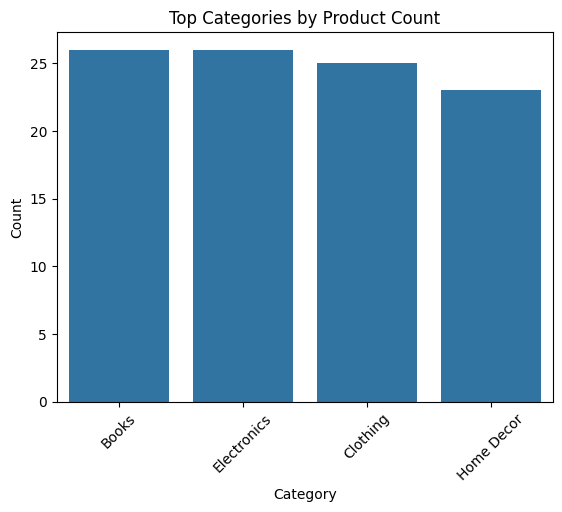 Top Categories by Product Count
25
20
15
10
5
0
Count
Books
Electronics
Clothing
Home Decor
Category